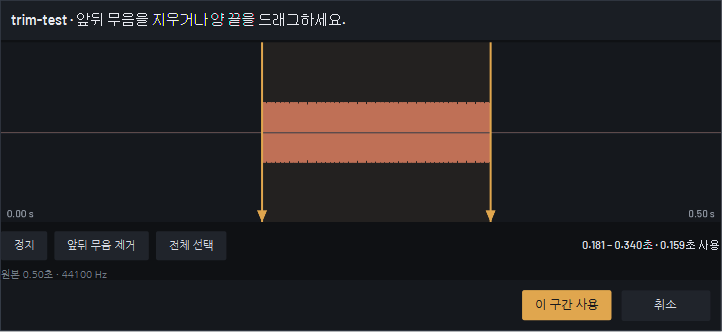 trim-test · 앞뒤 무음을 지우거나 양 끝을 드래그하세요.
0.00 s
0.50 s
정지
앞뒤 무음 제거
전체 선택
0.181 – 0.340초 · 0.159초 사용
원본 0.50초 · 44100 Hz
이 구간 사용
취소